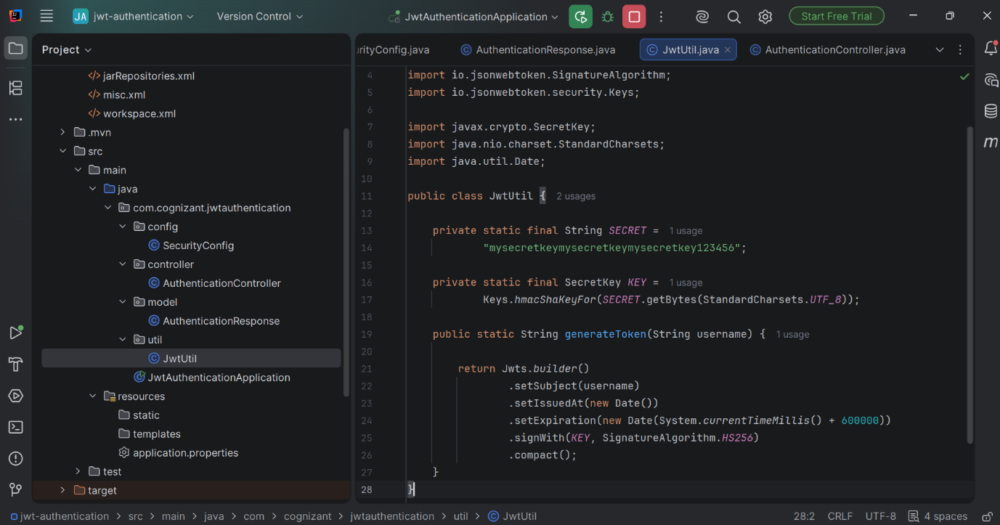 JA jwt-authentication Version Control JwtAuthenticationApplication Start Free Trial
Project
jarRepositories.xml
misc.xml
workspace.xml
.mvn
src
main
java
com.cognizant.jwtauthentication
config
SecurityConfig
controller
AuthenticationController
model
AuthenticationResponse
util
JwtUtil
JwtAuthenticationApplication
resources
static
templates
application.properties
test
target
rityConfig.java AuthenticationResponse.java JwtUtil.java AuthenticationController.java
4 import io.jsonwebtoken.SignatureAlgorithm;
5 import io.jsonwebtoken.security.Keys;
6
7 import javax.crypto.SecretKey;
8 import java.nio.charset.StandardCharsets;
9 import java.util.Date;
10
11 public class JwtUtil { 2 usages
12
13 private static final String SECRET = 1 usage
14 "mysecretkeymysecretkeymysecretkey123456";
15
16 private static final SecretKey KEY = 1 usage
17 Keys.hmacShaKeyFor(SECRET.getBytes(StandardCharsets.UTF_8));
18
19 public static String generateToken(String username) { 1 usage
20
21 return Jwts.builder()
22 .setSubject(username)
23 .setIssuedAt(new Date())
24 .setExpiration(new Date(System.currentTimeMillis() + 600000))
25 .signWith(KEY, SignatureAlgorithm.HS256)
26 .compact();
27 }
28 }
m
jwt-authentication > src > main > java > com > cognizant > jwtauthentication > util > JwtUtil 28:2 CRLF UTF-8 4 spaces